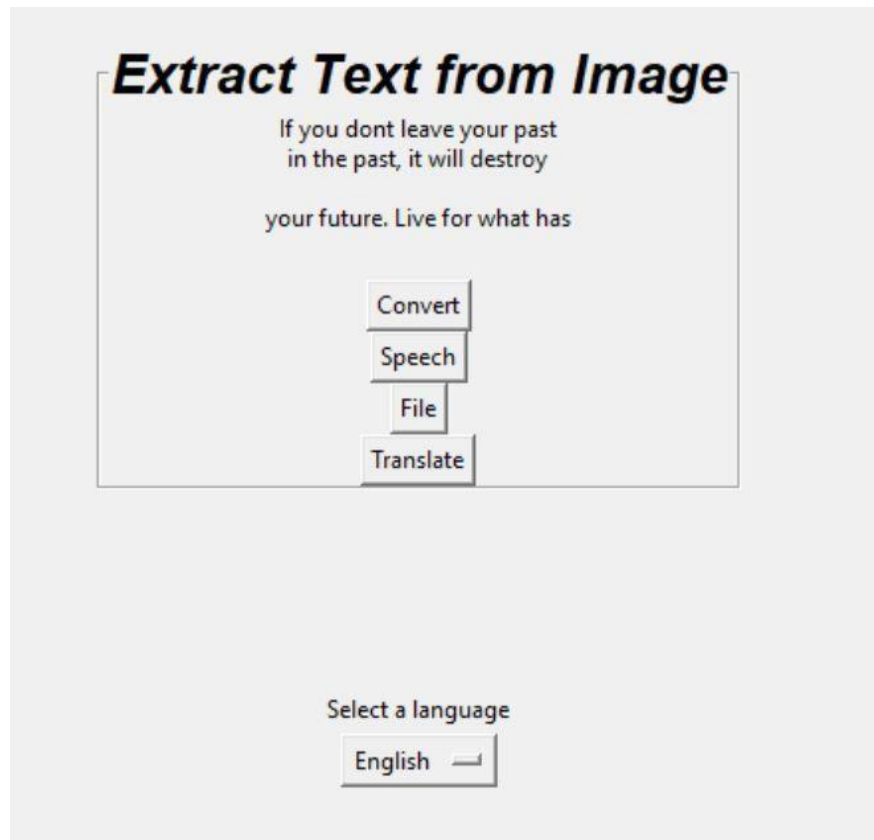 Extract Text from Image
If you dont leave your past
in the past, it will destroy
your future. Live for what has
Convert
Speech
File
Translate
Select a language
English